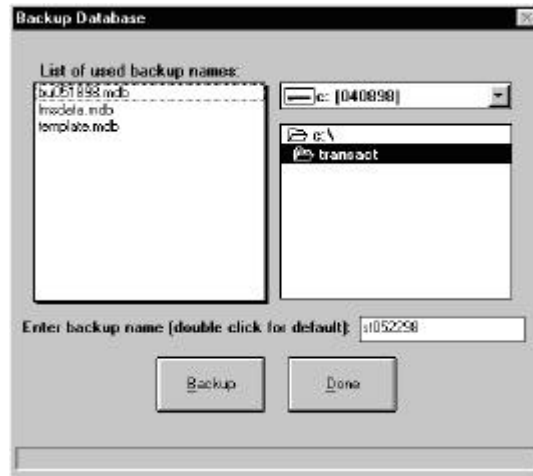 Backup Database
List of used backup names:
bu051898.mdb
lmsdata.mdb
template.mdb
c: [040898]
c:\
transact
Enter backup name (double click for default):
st052298
Backup
Done